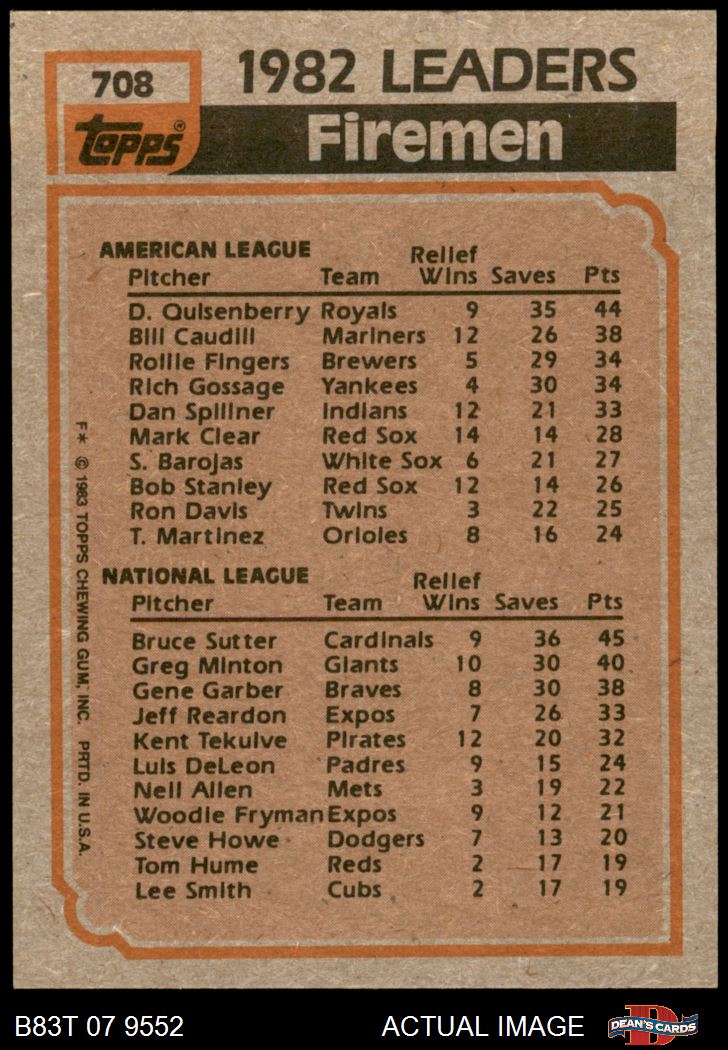 708
1982 LEADERS
Topps®
Firemen
AMERICAN LEAGUE
Relief
Pitcher Team Wins Saves Pts
D. Quisenberry Royals 9 35 44
Bill Caudill Mariners 12 26 38
Rollie Fingers Brewers 5 29 34
Rich Gossage Yankees 4 30 34
Dan Spillner Indians 12 21 33
Mark Clear Red Sox 14 14 28
S. Barojas White Sox 6 21 27
Bob Stanley Red Sox 12 14 26
Ron Davis Twins 3 22 25
T. Martinez Orioles 8 16 24
NATIONAL LEAGUE
Relief
Pitcher Team Wins Saves Pts
Bruce Sutter Cardinals 9 36 45
Greg Minton Giants 10 30 40
Gene Garber Braves 8 30 38
Jeff Reardon Expos 7 26 33
Kent Tekulve Pirates 12 20 32
Luis DeLeon Padres 9 15 24
Neil Allen Mets 3 19 22
Woodie Fryman Expos 9 12 21
Steve Howe Dodgers 7 13 20
Tom Hume Reds 2 17 19
Lee Smith Cubs 2 17 19
F* © 1983 TOPPS CHEWING GUM, INC. PRTD. IN U.S.A.
B83T 07 9552
ACTUAL IMAGE
D
DEAN'S CARDS